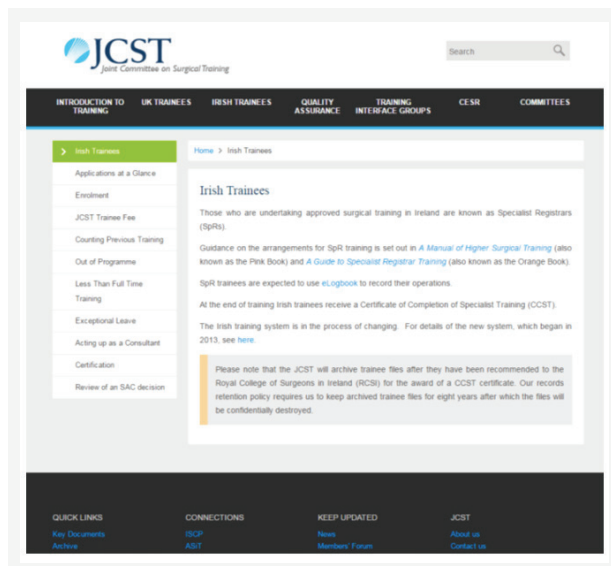 JCST
Joint Committee on Surgical Training
Search
INTRODUCTION TO TRAINING
UK TRAINEES
IRISH TRAINEES
QUALITY ASSURANCE
TRAINING INTERFACE GROUPS
CESR
COMMITTEES
Irish Trainees
Applications at a Glance
Enrolment
JCST Trainee Fee
Counting Previous Training
Out of Programme
Less Than Full Time
Training
Exceptional Leave
Acting up as a Consultant
Certification
Review of an SAC decision
Home > Irish Trainees
Irish Trainees
Those who are undertaking approved surgical training in Ireland are known as Specialist Registrars
(SpRs).
Guidance on the arrangements for SpR training is set out in A Manual of Higher Surgical Training (also
known as the Pink Book) and A Guide to Specialist Registrar Training (also known as the Orange Book).
SpR trainees are expected to use eLogbook to record their operations.
At the end of training Irish trainees receive a Certificate of Completion of Specialist Training (CCST).
The Irish training system is in the process of changing. For details of the new system, which began in
2013, see here.
Please note that the JCST will archive trainee files after they have been recommended to the
Royal College of Surgeons in Ireland (RCSI) for the award of a CCST certificate. Our records
retention policy requires us to keep archived trainee files for eight years after which the files will
be confidentially destroyed.
QUICK LINKS
Key Documents
Archive
CONNECTIONS
ISCP
ASiT
KEEP UPDATED
News
Members' Forum
JCST
About us
Contact us